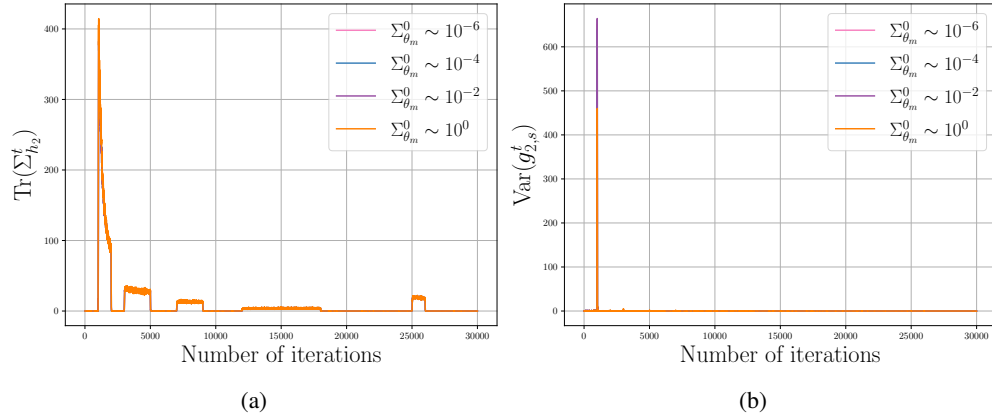 400
300
200
100
0
0 5000 10000 15000 20000 25000 30000
Tr(Σ^t_{h_2})
Number of iterations
Σ^0_{θ_m} ∼ 10^{-6}
Σ^0_{θ_m} ∼ 10^{-4}
Σ^0_{θ_m} ∼ 10^{-2}
Σ^0_{θ_m} ∼ 10^0
(a)
600
500
400
300
200
100
0
0 5000 10000 15000 20000 25000 30000
Var(g^t_{2,s})
Number of iterations
Σ^0_{θ_m} ∼ 10^{-6}
Σ^0_{θ_m} ∼ 10^{-4}
Σ^0_{θ_m} ∼ 10^{-2}
Σ^0_{θ_m} ∼ 10^0
(b)